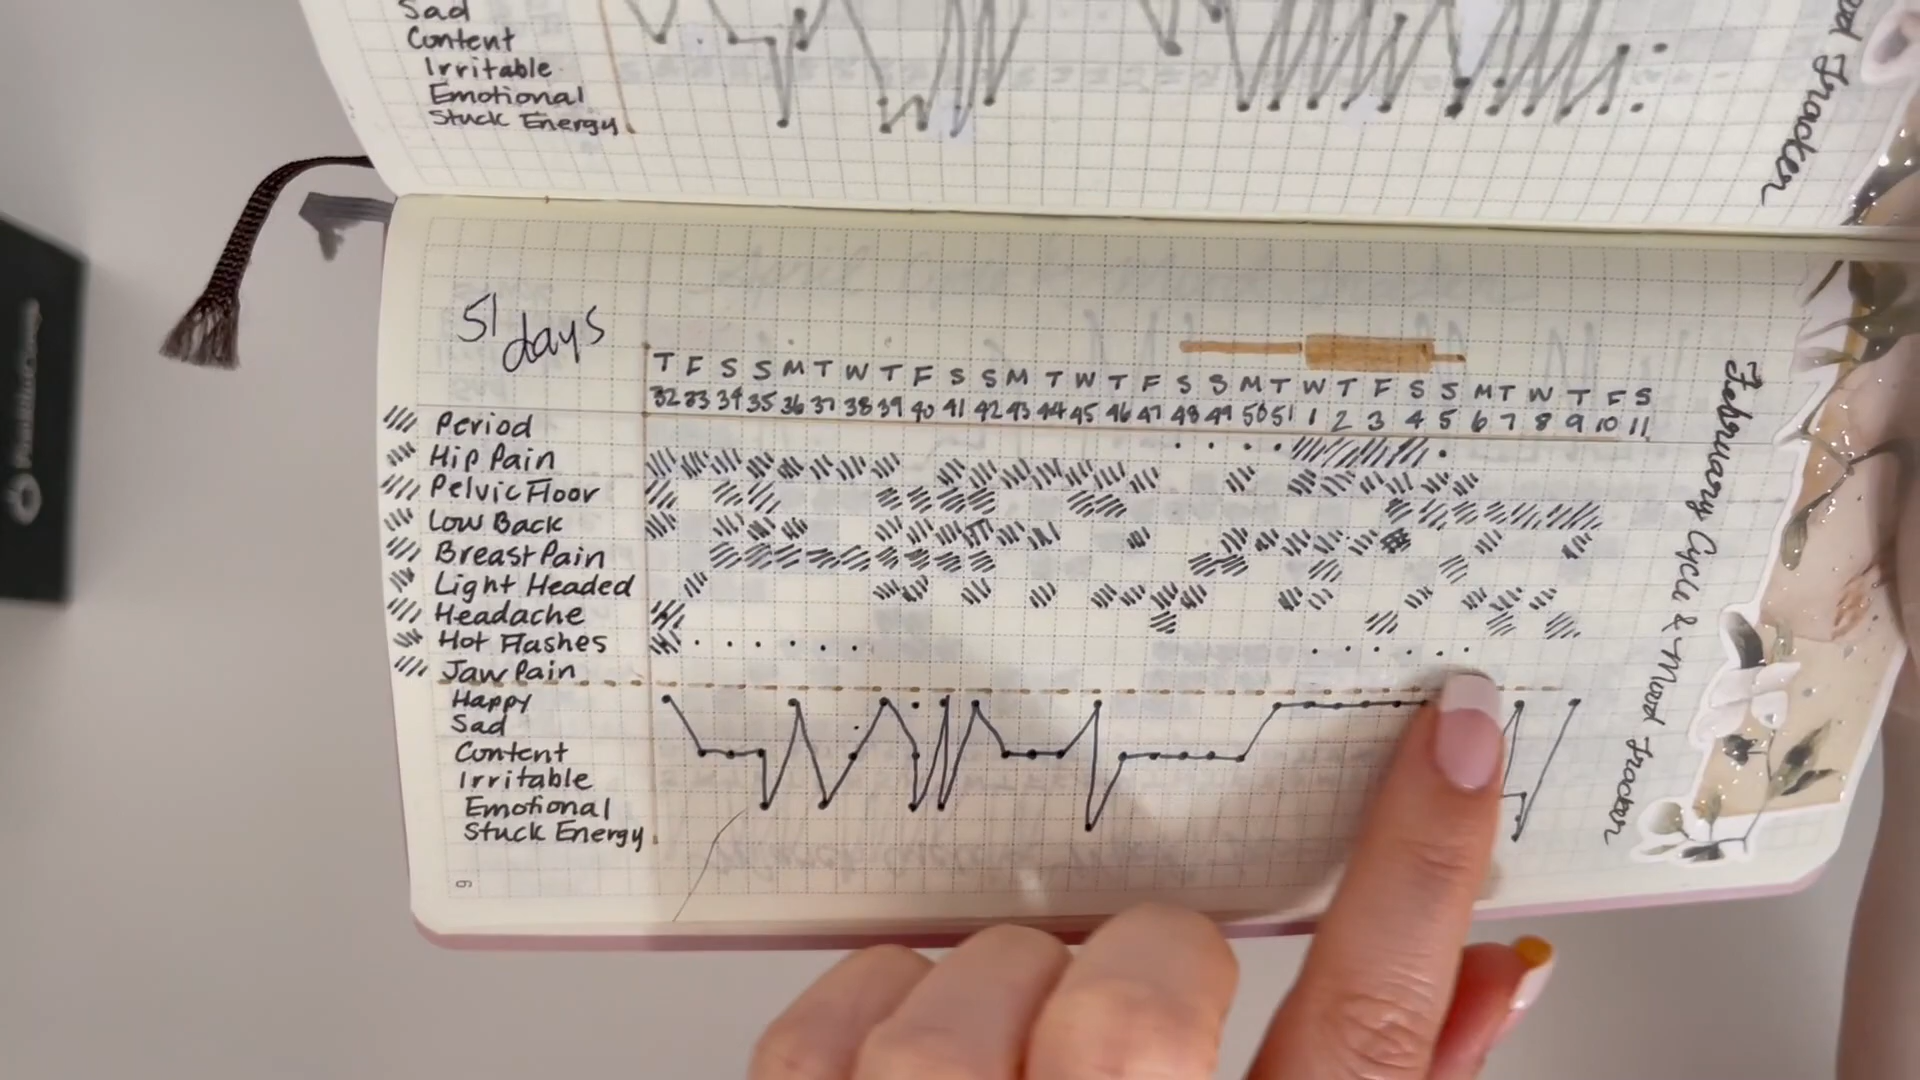 Sad
Content
Irritable
Emotional
Stuck Energy
Tracker
51 days
T F S S M T W T F S S M T W T F S S M T W T F S S M T W T F S
32 33 34 35 36 37 38 39 40 41 42 43 44 45 46 47 48 49 50 51 1 2 3 4 5 6 7 8 9 10 11
Period
Hip Pain
Pelvic Floor
Low Back
Breast Pain
Light Headed
Headache
Hot Flashes
Jaw Pain
Happy
Sad
Content
Irritable
Emotional
Stuck Energy
February Cycle & Mood Tracker
6